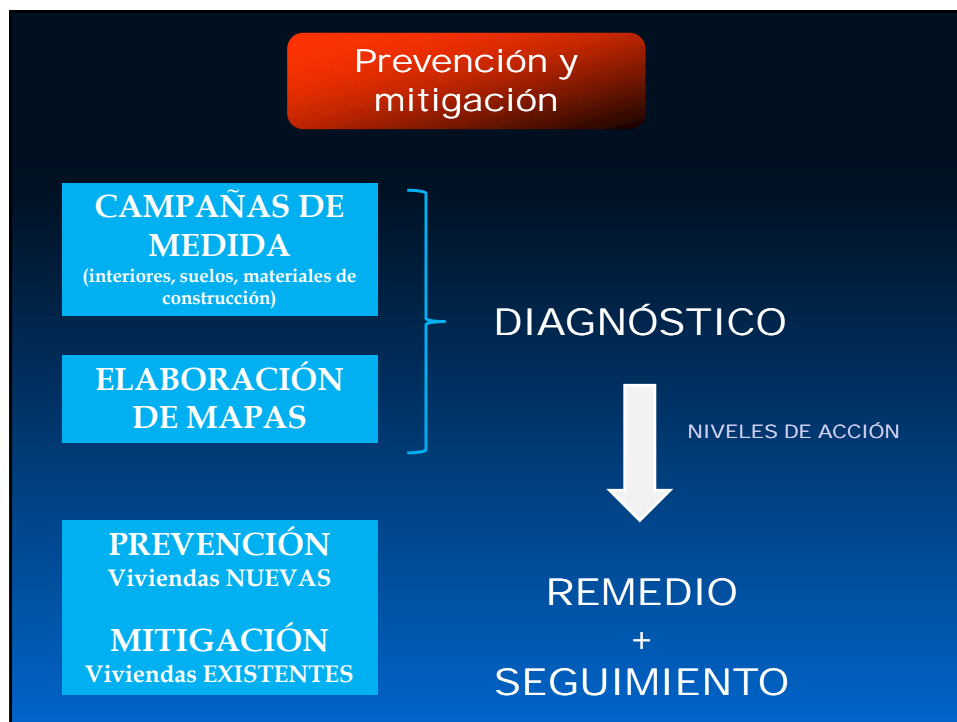 Prevención y
mitigación
CAMPAÑAS DE
MEDIDA
(interiores, suelos, materiales de
construcción)
ELABORACIÓN
DE MAPAS
DIAGNÓSTICO
NIVELES DE ACCIÓN
PREVENCIÓN
Viviendas NUEVAS
MITIGACIÓN
Viviendas EXISTENTES
REMEDIO
+
SEGUIMIENTO